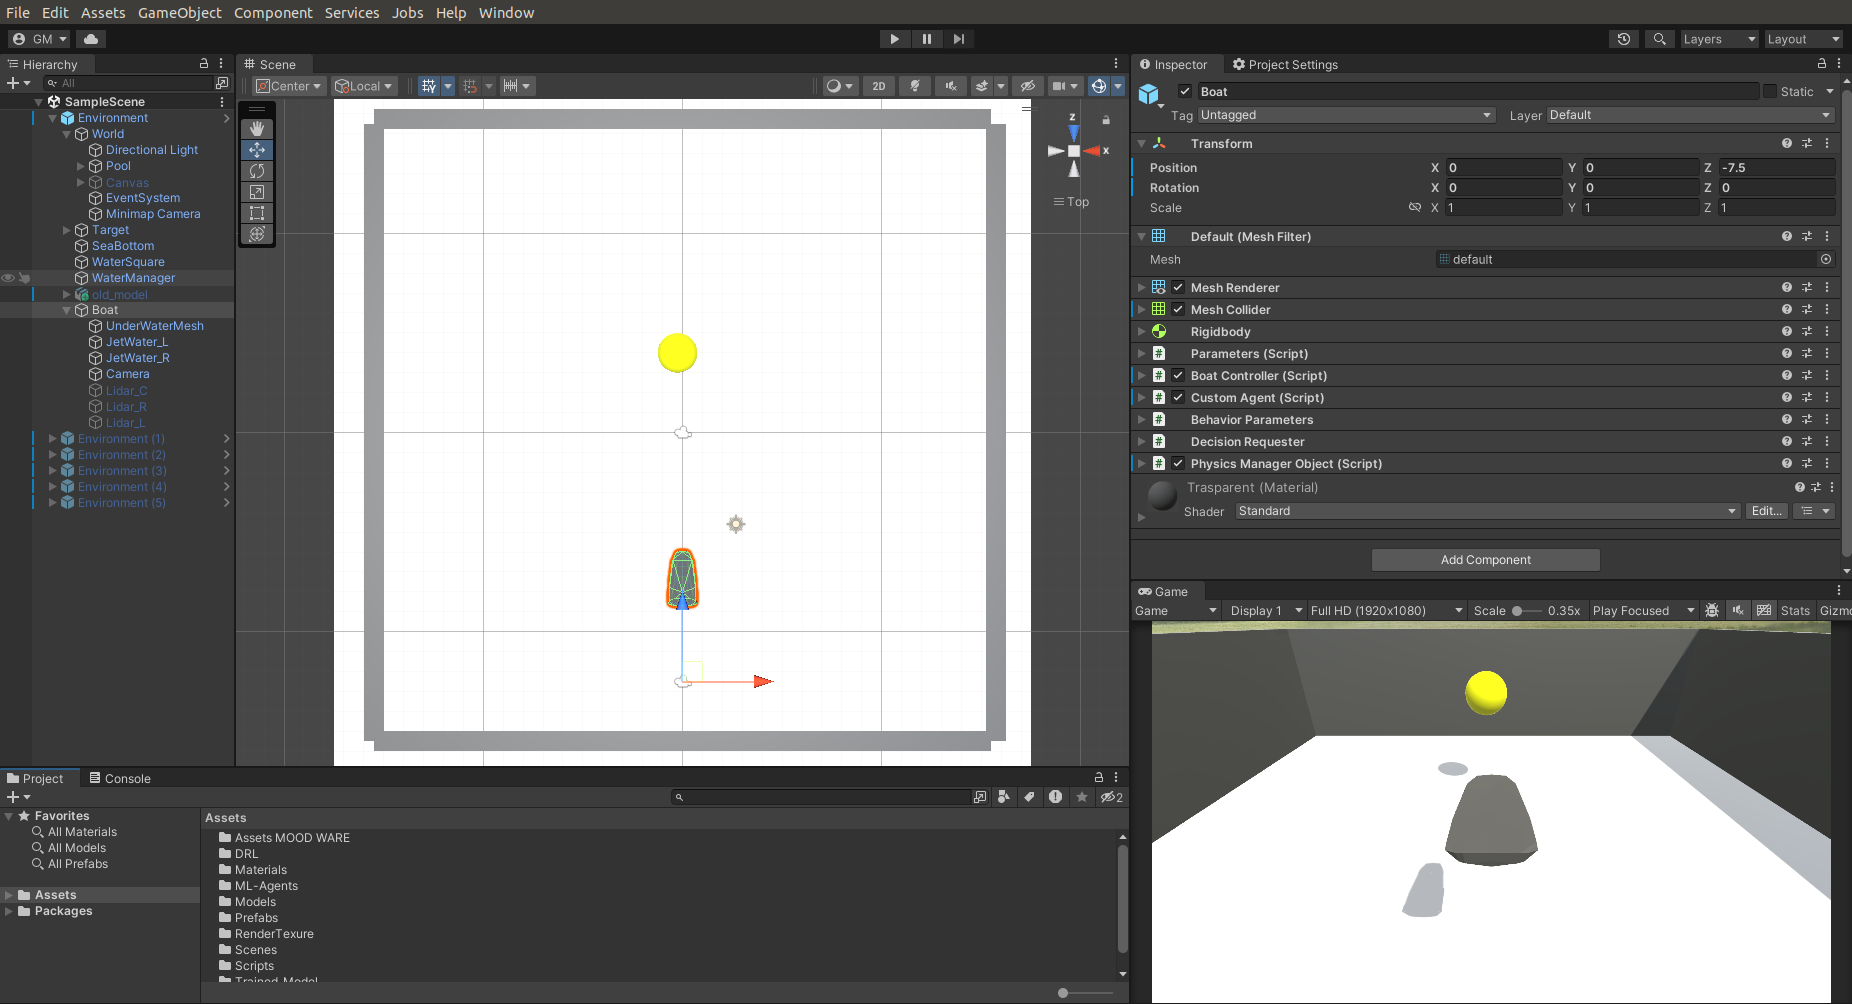 File Edit Assets GameObject Component Services Jobs Help Window
GM
Layers
Layout
Hierarchy
All
SampleScene
Environment
World
Directional Light
Pool
Canvas
EventSystem
Minimap Camera
Target
SeaBottom
WaterSquare
WaterManager
old_model
Boat
UnderWaterMesh
JetWater_L
JetWater_R
Camera
Lidar_C
Lidar_R
Lidar_L
Environment (1)
Environment (2)
Environment (3)
Environment (4)
Environment (5)
Scene
Center
Local
2D
z
x
Top
Inspector
Project Settings
Boat
Static
Tag Untagged
Layer Default
Transform
Position X 0 Y 0 Z -7.5
Rotation X 0 Y 0 Z 0
Scale X 1 Y 1 Z 1
Default (Mesh Filter)
Mesh default
Mesh Renderer
Mesh Collider
Rigidbody
Parameters (Script)
Boat Controller (Script)
Custom Agent (Script)
Behavior Parameters
Decision Requester
Physics Manager Object (Script)
Trasparent (Material)
Shader Standard Edit...
Add Component
Game
Game Display 1 Full HD (1920x1080) Scale 0.35x Play Focused Stats Gizmo
Project
Console
2
Favorites
All Materials
All Models
All Prefabs
Assets
Packages
Assets
Assets MOOD WARE
DRL
Materials
ML-Agents
Models
Prefabs
RenderTexure
Scenes
Scripts
Trained-Model